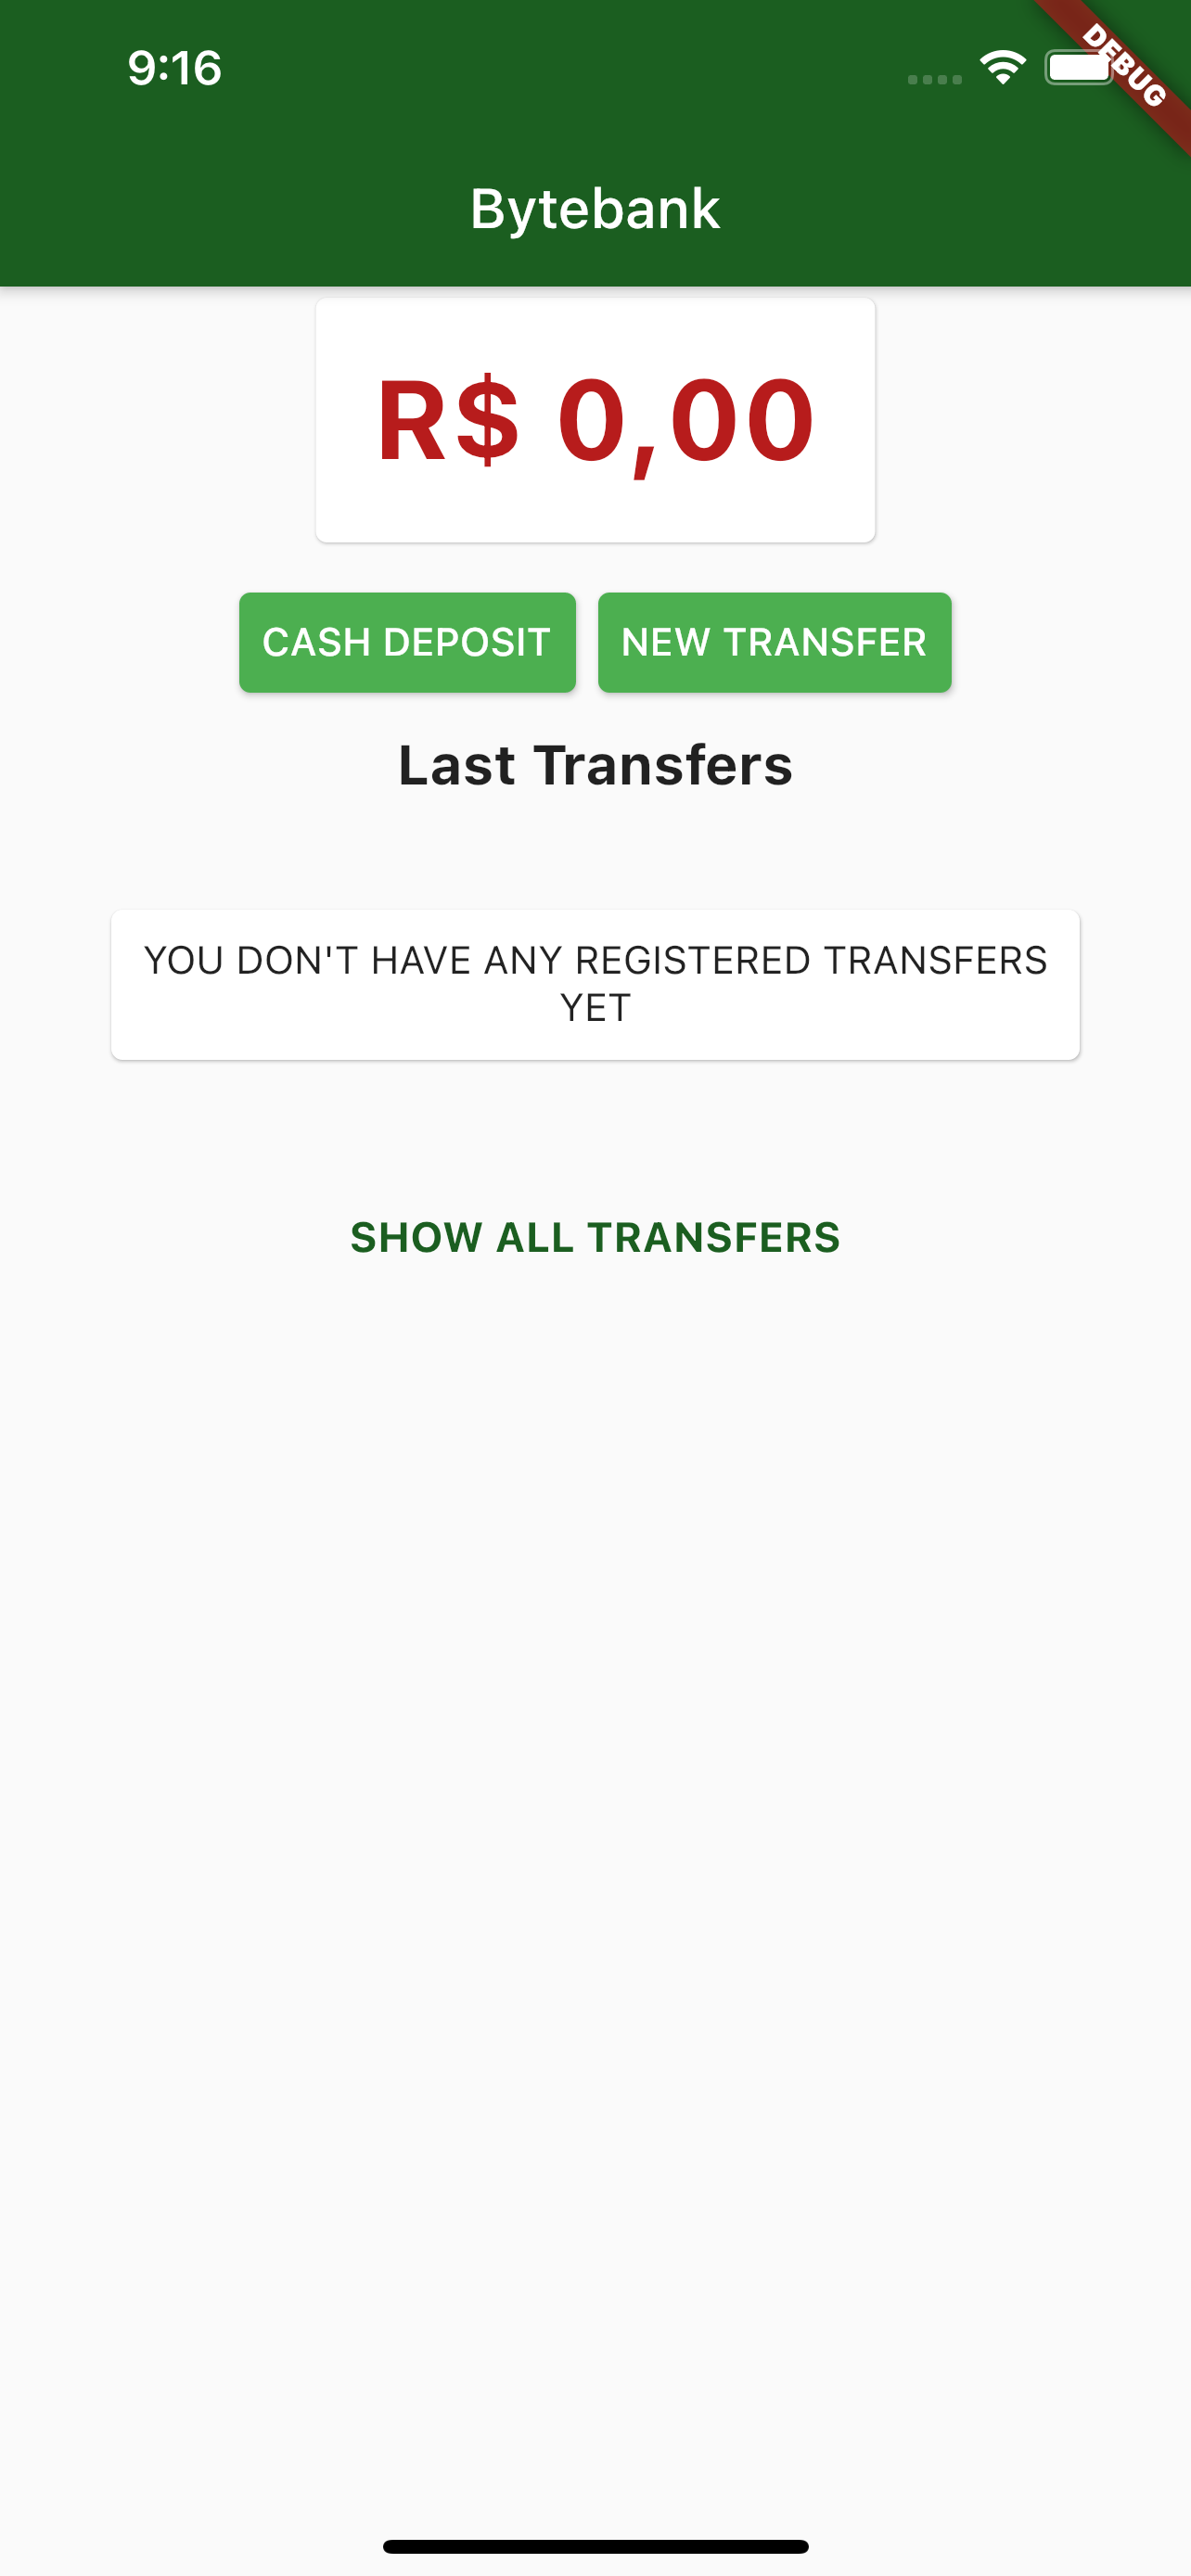 9:16
DEBUG
Bytebank
R$ 0,00
CASH DEPOSIT
NEW TRANSFER
Last Transfers
YOU DON'T HAVE ANY REGISTERED TRANSFERS
YET
SHOW ALL TRANSFERS